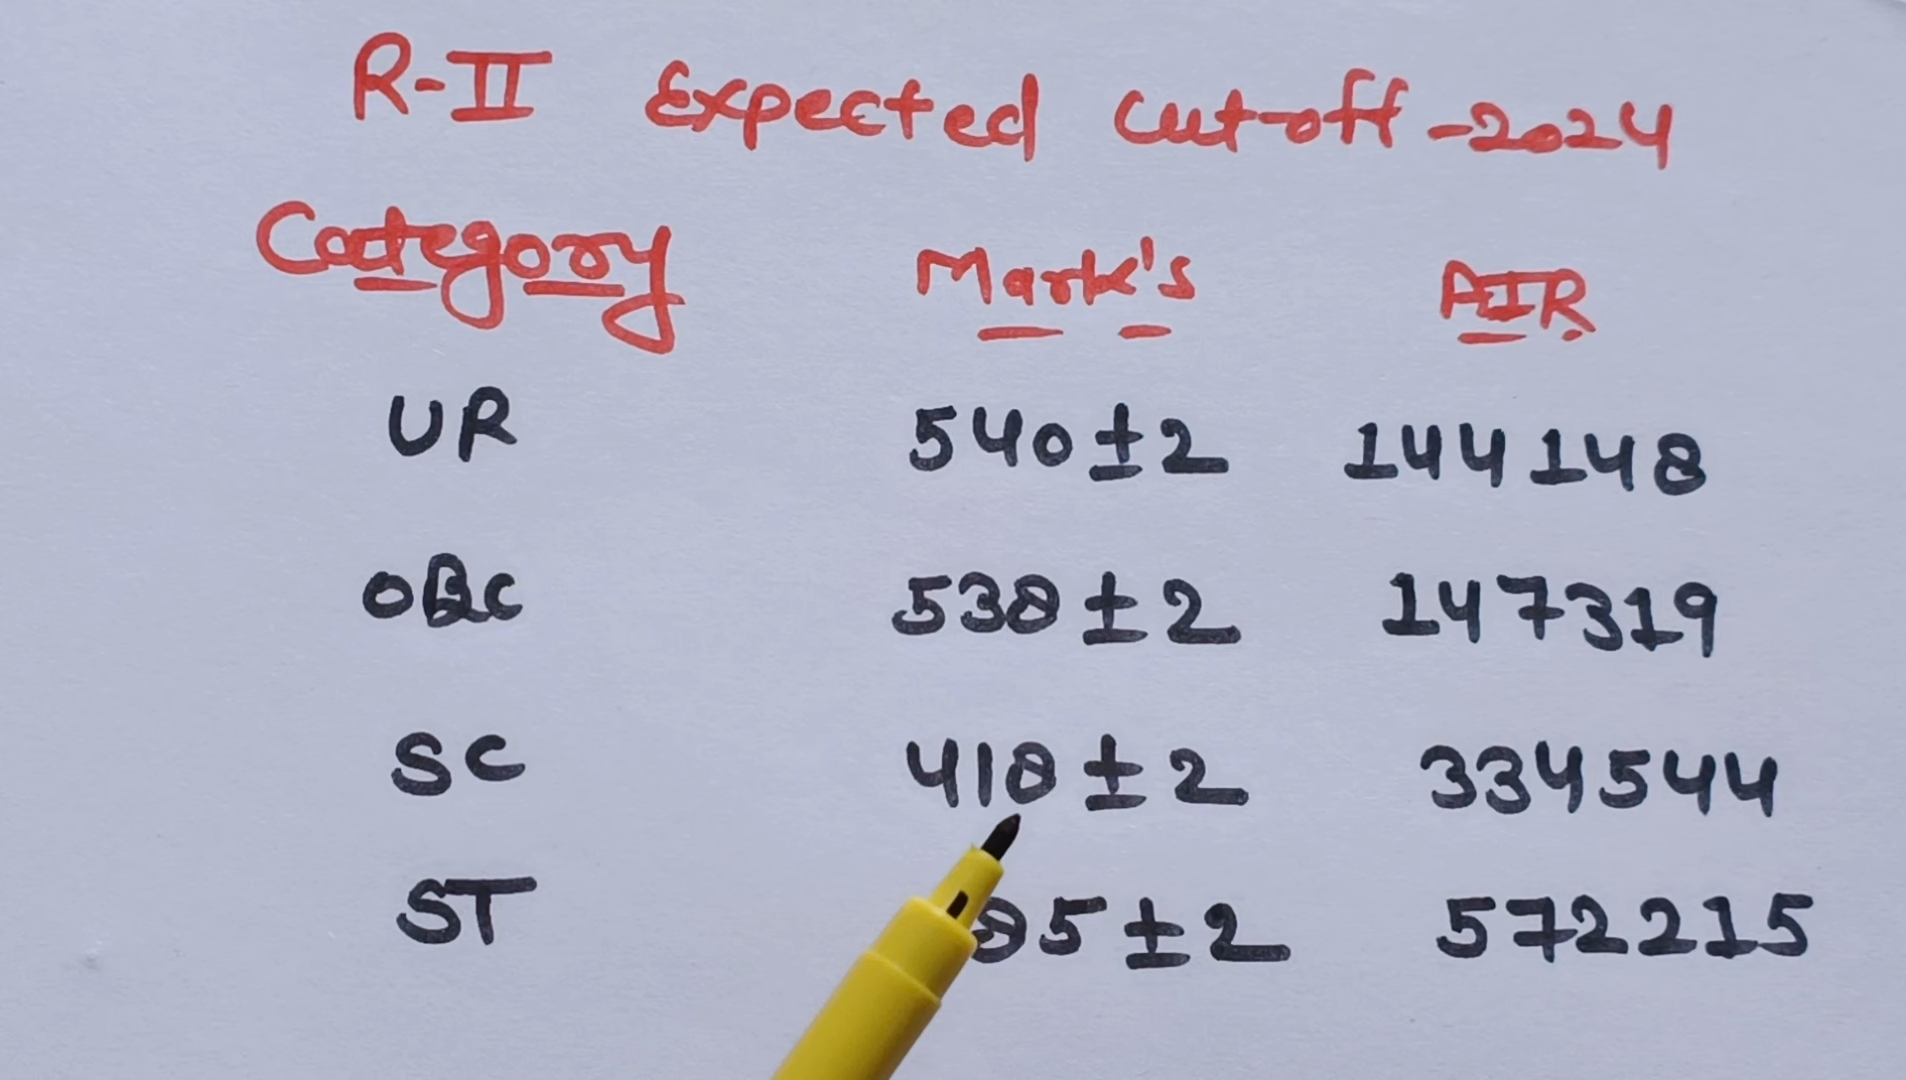 R-II Expected cut-off-2024
Category Mark's AIR
UR 540±2 144148
OBC 538±2 147319
SC 418±2 334544
ST 85±2 572215